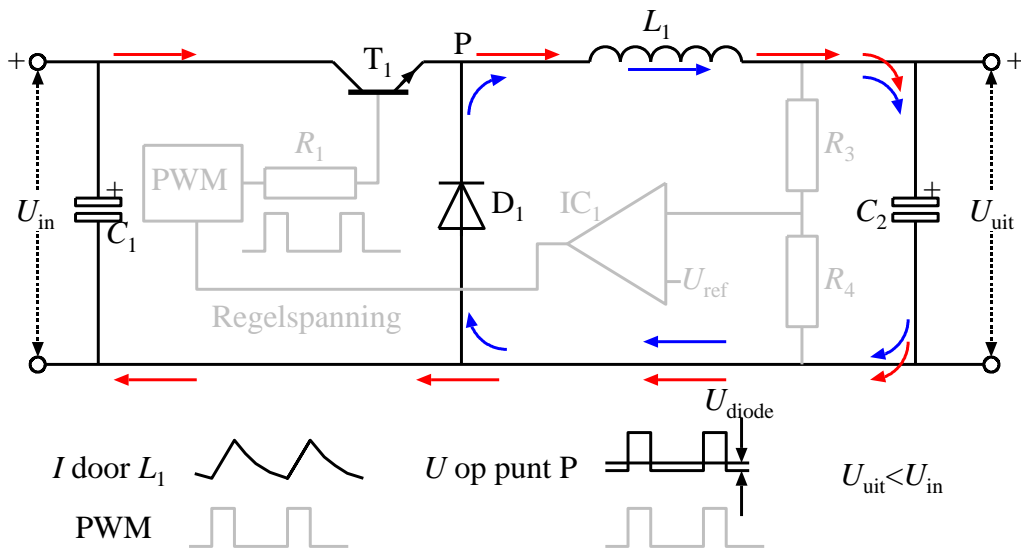 L1
P
+
T1
+
R1
R3
PWM
+
D1
IC1
+
Uin
C1
C2
Uuit
Uref
R4
Regelspanning
Udiode
I door L1
U op punt P
Uuit<Uin
PWM